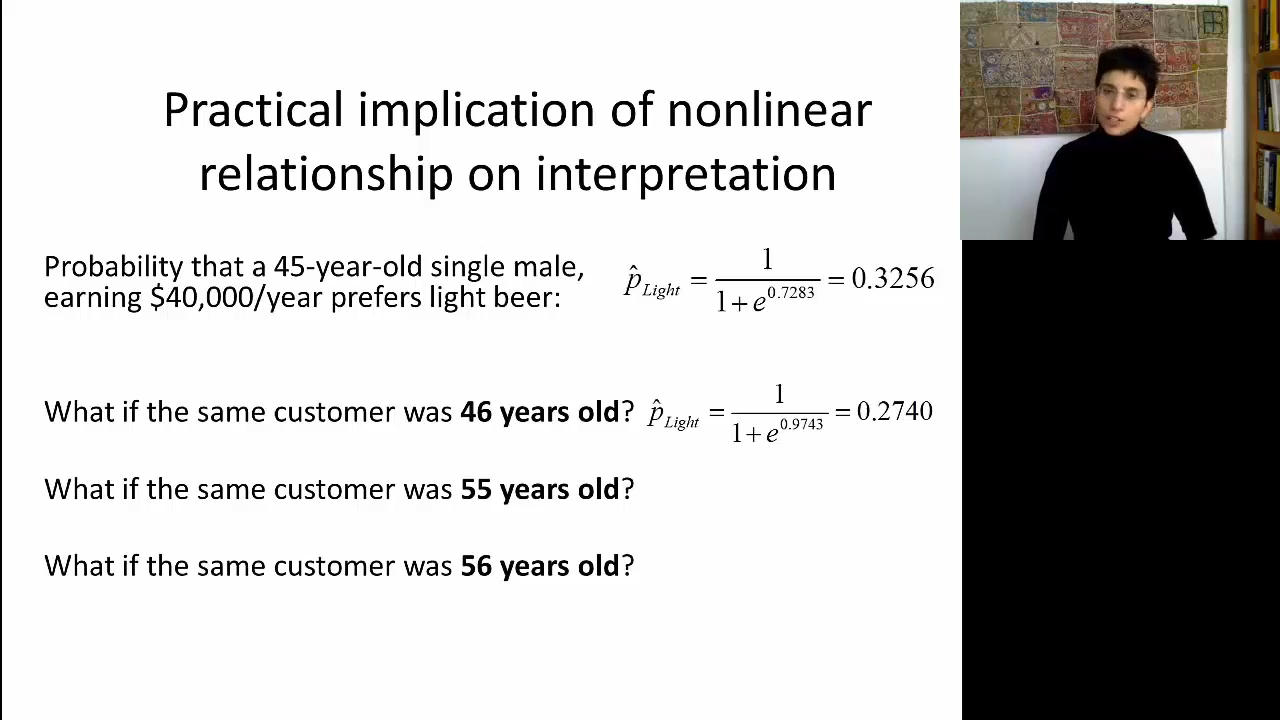 Practical implication of nonlinear
relationship on interpretation
Probability that a 45-year-old single male,
earning $40,000/year prefers light beer:
p̂_Light = 1 / (1 + e^0.7283) = 0.3256
What if the same customer was 46 years old? p̂_Light = 1 / (1 + e^0.9743) = 0.2740
What if the same customer was 55 years old?
What if the same customer was 56 years old?